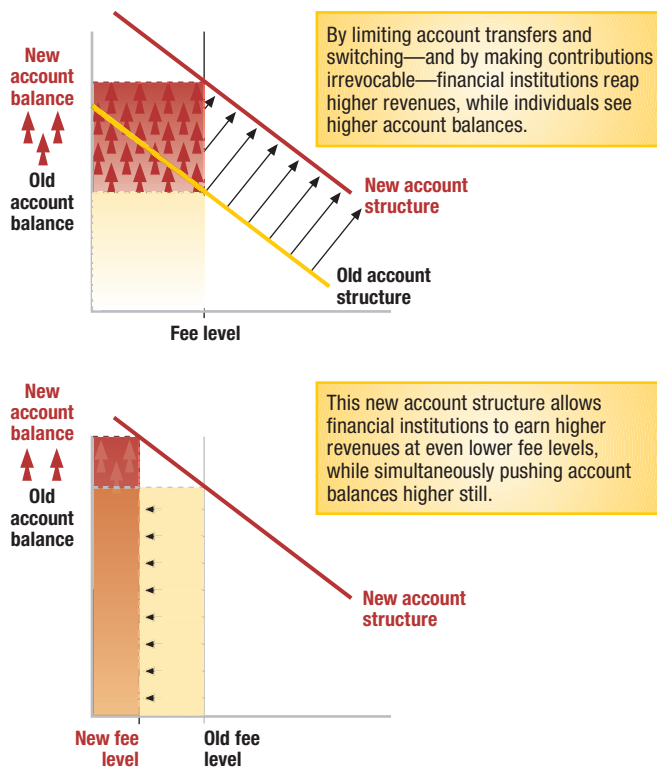 New
account
balance
Old
account
balance
By limiting account transfers and
switching—and by making contributions
irrevocable—financial institutions reap
higher revenues, while individuals see
higher account balances.
New account
structure
Old account
structure
Fee level
New
account
balance
Old
account
balance
This new account structure allows
financial institutions to earn higher
revenues at even lower fee levels,
while simultaneously pushing account
balances higher still.
New account
structure
New fee
level
Old fee
level